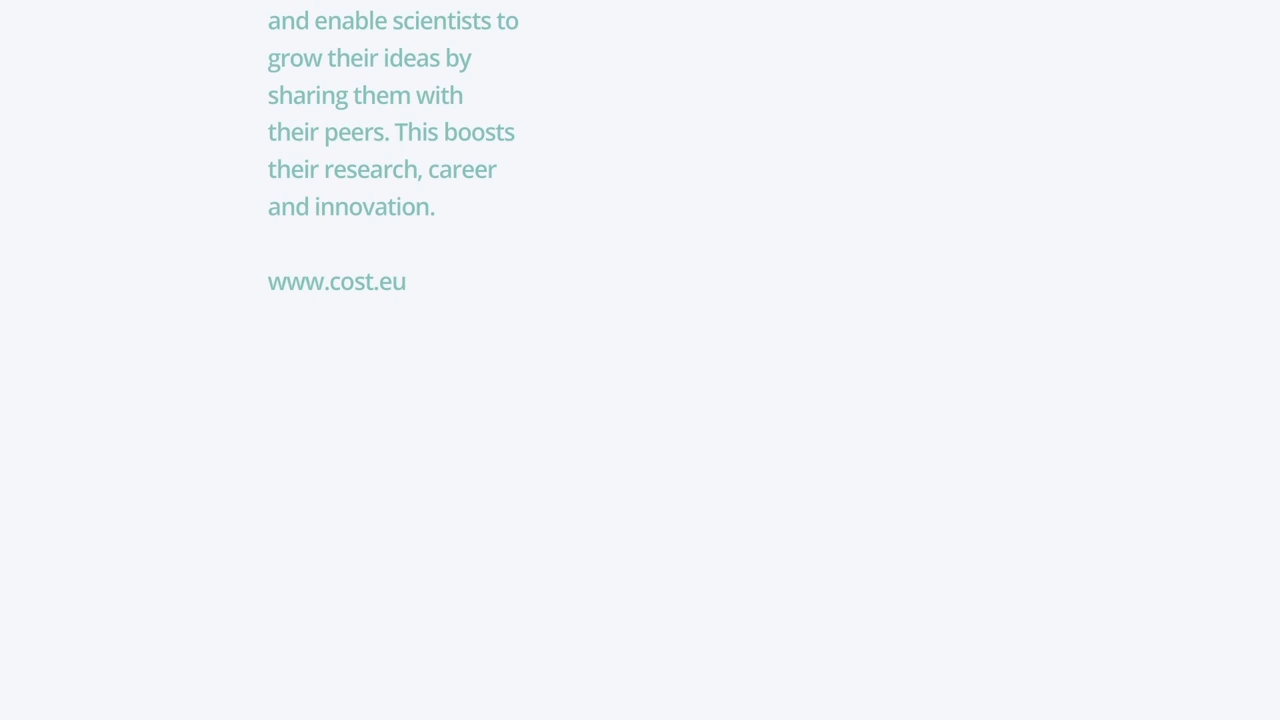 and enable scientists to
grow their ideas by
sharing them with
their peers. This boosts
their research, career
and innovation.
www.cost.eu